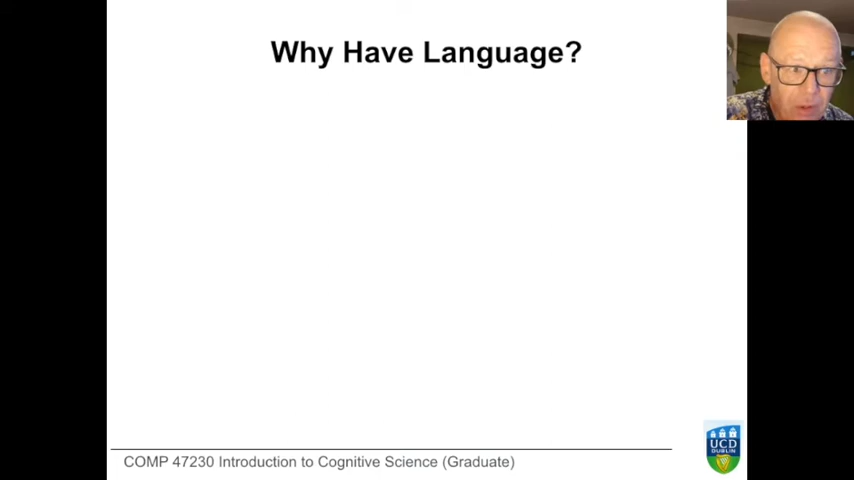 Why Have Language?
COMP 47230 Introduction to Cognitive Science (Graduate)
UCD
DUBLIN